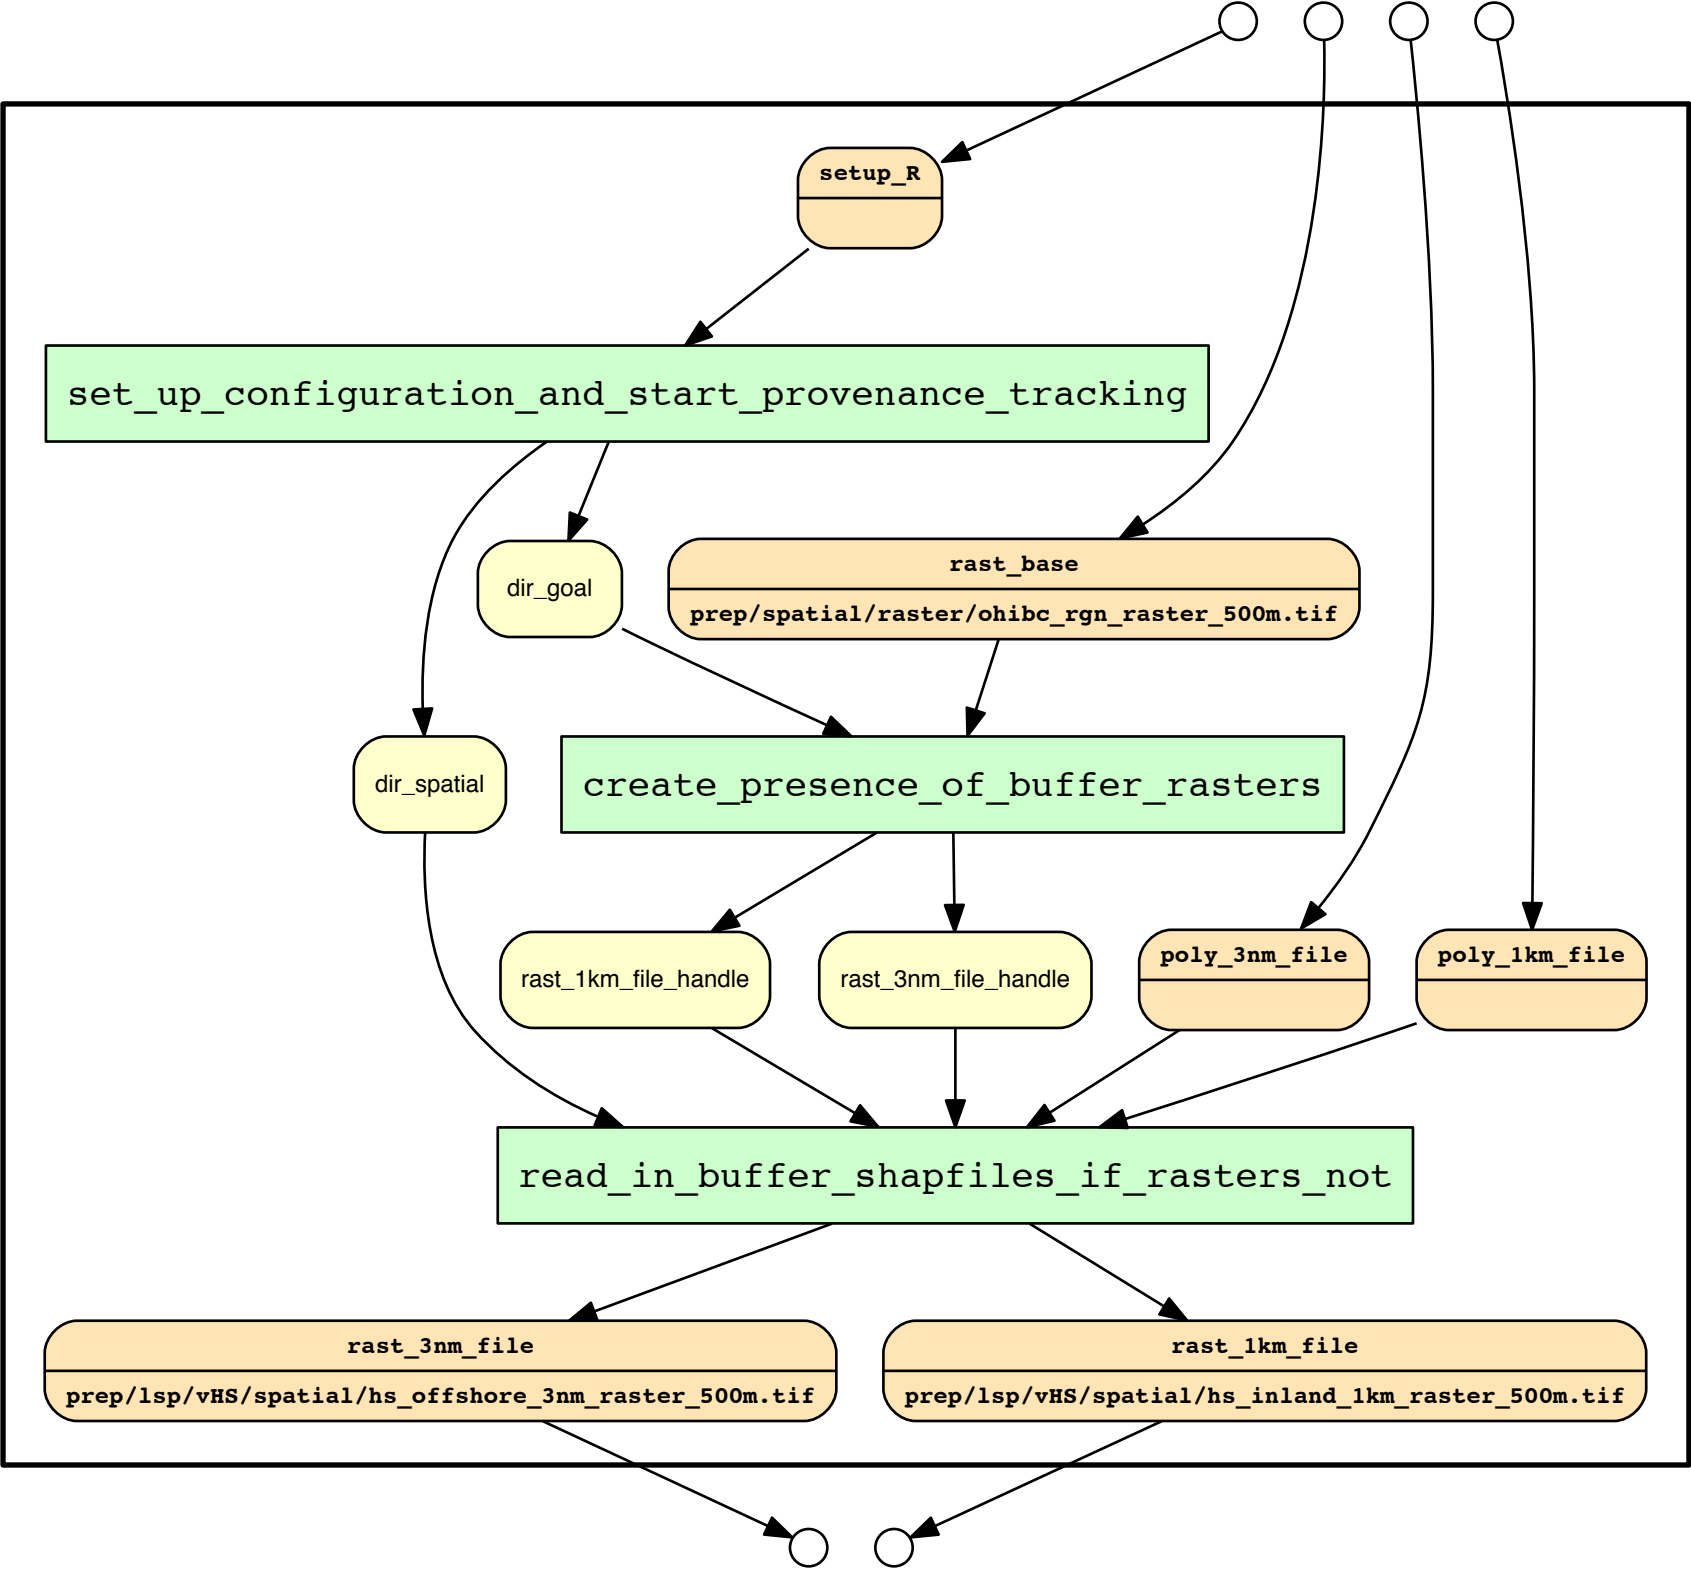 setup_R
set_up_configuration_and_start_provenance_tracking
dir_goal
rast_base
prep/spatial/raster/ohibc_rgn_raster_500m.tif
dir_spatial
create_presence_of_buffer_rasters
rast_1km_file_handle
rast_3nm_file_handle
poly_3nm_file
poly_1km_file
read_in_buffer_shapfiles_if_rasters_not
rast_3nm_file
prep/lsp/vHS/spatial/hs_offshore_3nm_raster_500m.tif
rast_1km_file
prep/lsp/vHS/spatial/hs_inland_1km_raster_500m.tif